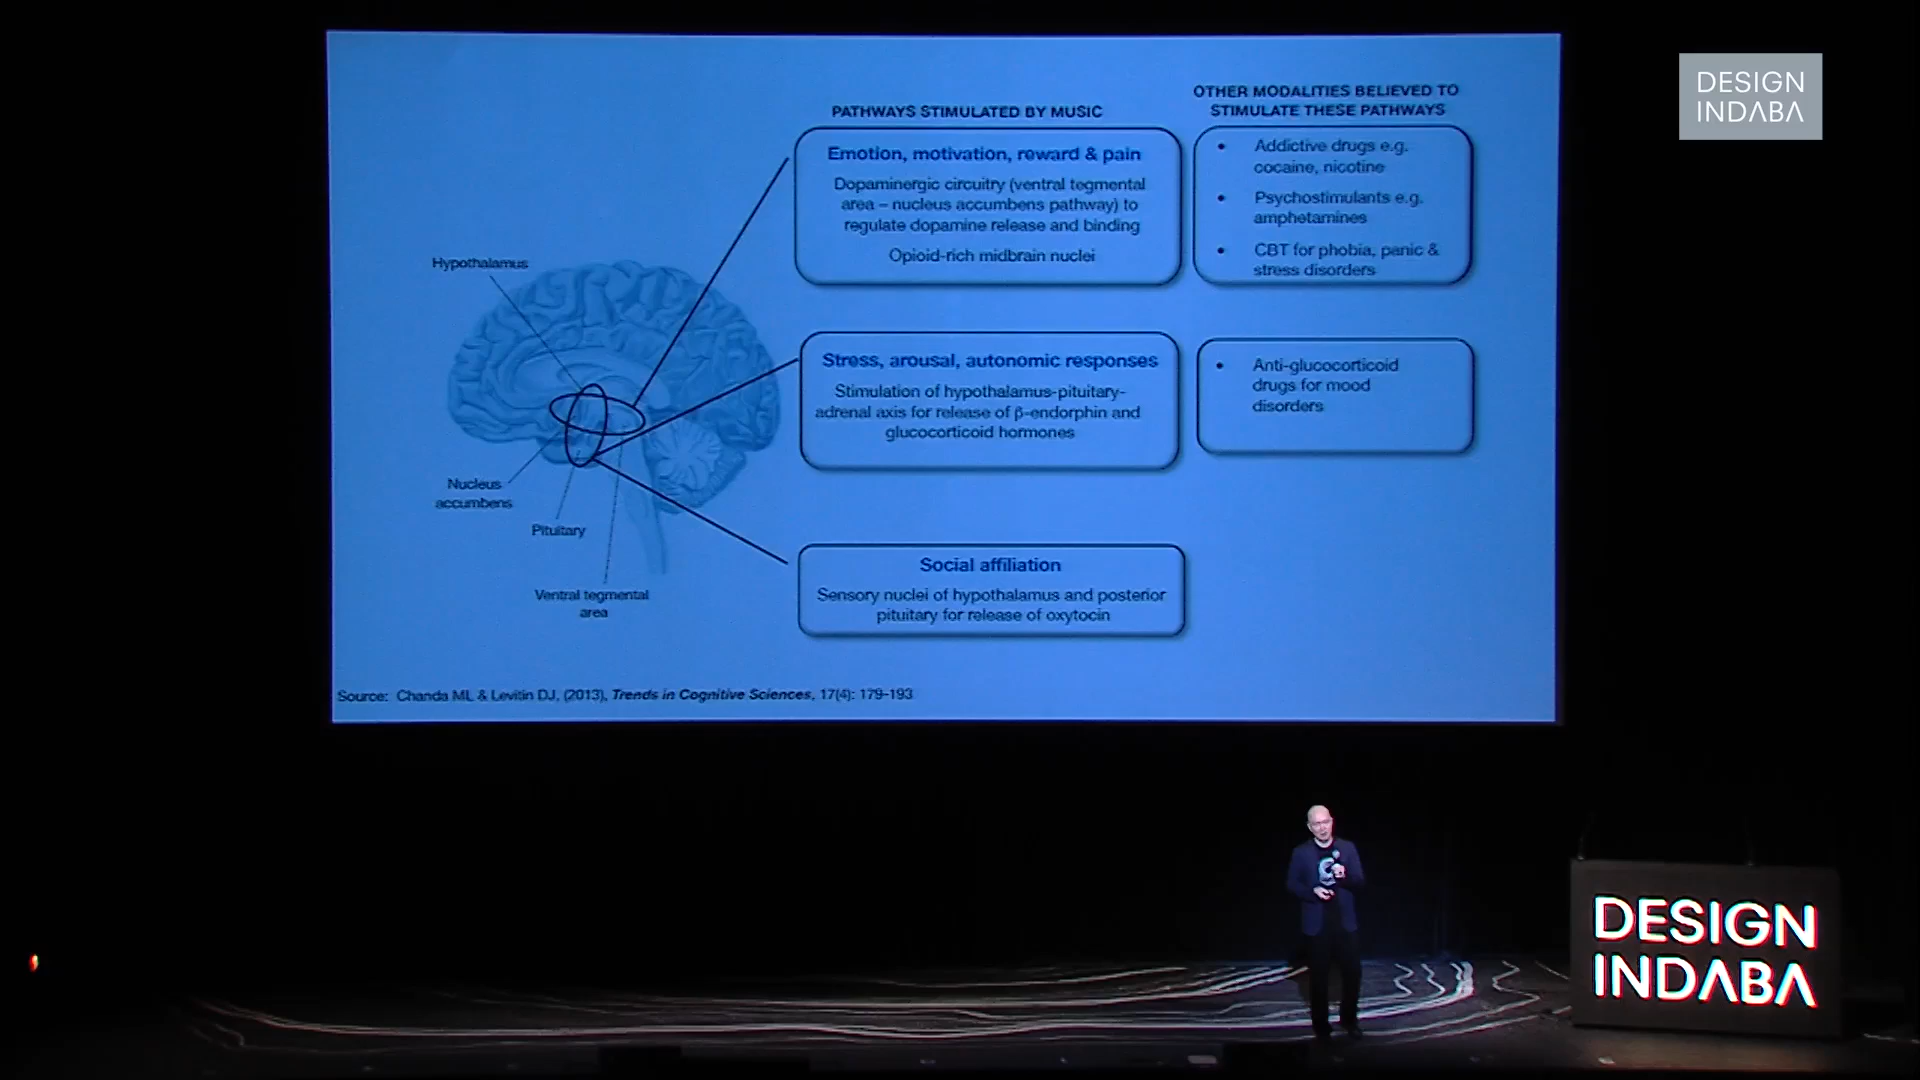 DESIGN
INDABA
PATHWAYS STIMULATED BY MUSIC
Emotion, motivation, reward & pain
Dopaminergic circuitry (ventral tegmental
area – nucleus accumbens pathway) to
regulate dopamine release and binding
Opioid-rich midbrain nuclei
OTHER MODALITIES BELIEVED TO
STIMULATE THESE PATHWAYS
• Addictive drugs e.g.
cocaine, nicotine
• Psychostimulants e.g.
amphetamines
• CBT for phobia, panic &
stress disorders
Hypothalamus
Nucleus
accumbens
Pituitary
Ventral tegmental
area
Stress, arousal, autonomic responses
Stimulation of hypothalamus-pituitary-
adrenal axis for release of β-endorphin and
glucocorticoid hormones
• Anti-glucocorticoid
drugs for mood
disorders
Social affiliation
Sensory nuclei of hypothalamus and posterior
pituitary for release of oxytocin
Source: Chanda ML & Levitin DJ, (2013), Trends in Cognitive Sciences, 17(4): 179–193
DESIGN
INDABA